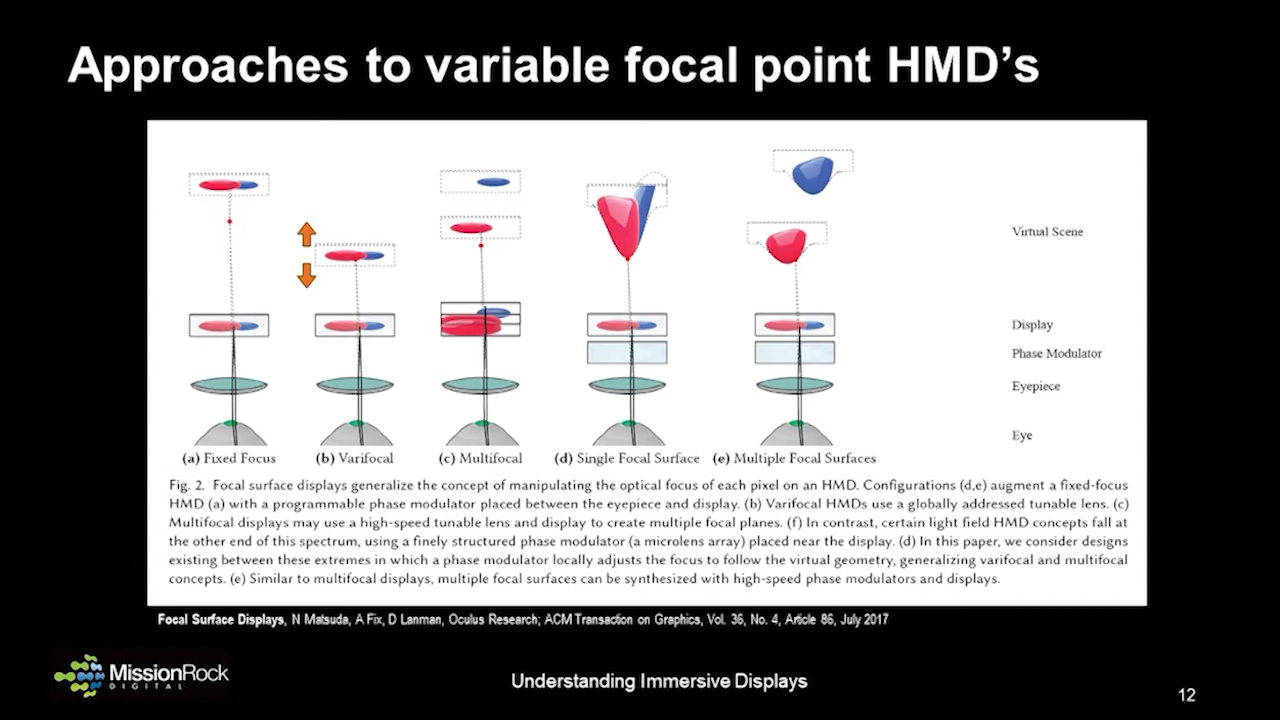 Approaches to variable focal point HMD’s
Virtual Scene
Display
Phase Modulator
Eyepiece
Eye
(a) Fixed Focus
(b) Varifocal
(c) Multifocal
(d) Single Focal Surface
(e) Multiple Focal Surfaces
Fig. 2. Focal surface displays generalize the concept of manipulating the optical focus of each pixel on an HMD. Configurations (d,e) augment a fixed-focus
HMD (a) with a programmable phase modulator placed between the eyepiece and display. (b) Varifocal HMDs use a globally addressed tunable lens. (c)
Multifocal displays may use a high-speed tunable lens and display to create multiple focal planes. (f) In contrast, certain light field HMD concepts fall at
the other end of this spectrum, using a finely structured phase modulator (a microlens array) placed near the display. (d) In this paper, we consider designs
existing between these extremes in which a phase modulator locally adjusts the focus to follow the virtual geometry, generalizing varifocal and multifocal
concepts. (e) Similar to multifocal displays, multiple focal surfaces can be synthesized with high-speed phase modulators and displays.
Focal Surface Displays, N Matsuda, A Fix, D Lanman, Oculus Research; ACM Transaction on Graphics, Vol. 36, No. 4, Article 86, July 2017
MissionRock
DIGITAL
Understanding Immersive Displays
12